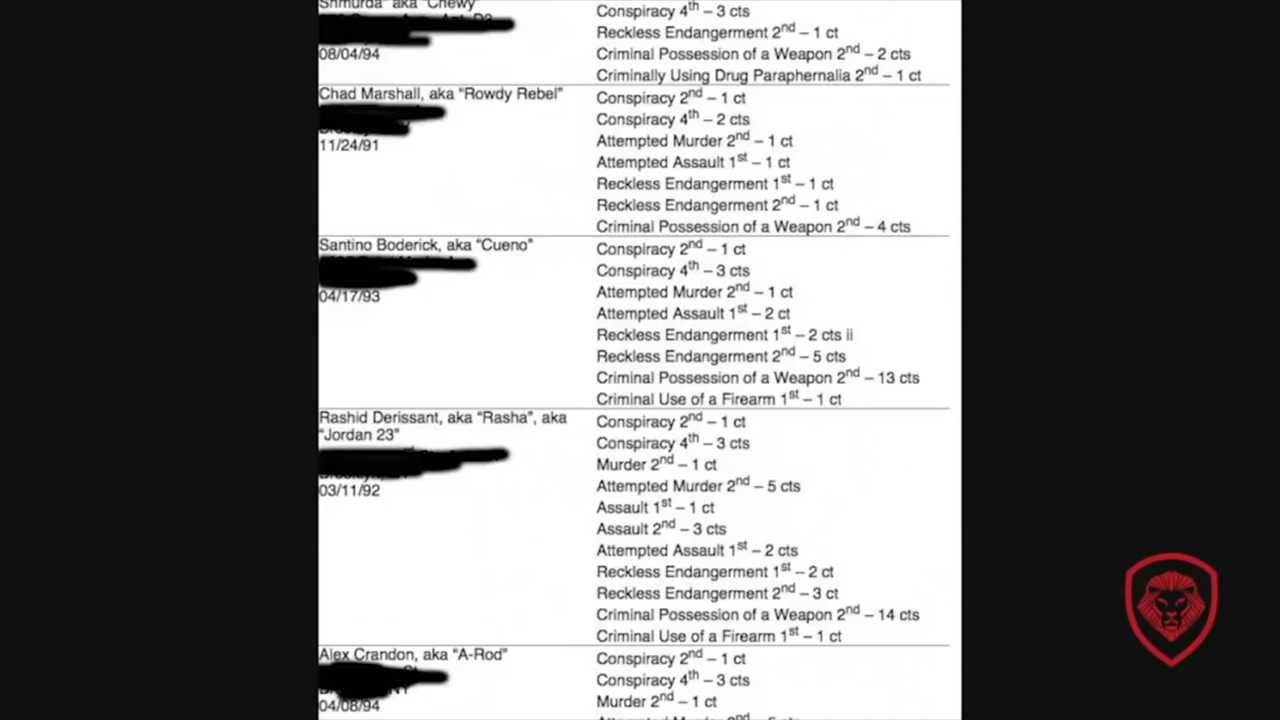 Shmurda" aka "Chewy"
08/04/94
Conspiracy 4th – 3 cts
Reckless Endangerment 2nd – 1 ct
Criminal Possession of a Weapon 2nd – 2 cts
Criminally Using Drug Paraphernalia 2nd – 1 ct
Chad Marshall, aka "Rowdy Rebel"
11/24/91
Conspiracy 2nd – 1 ct
Conspiracy 4th – 2 cts
Attempted Murder 2nd – 1 ct
Attempted Assault 1st – 1 ct
Reckless Endangerment 1st – 1 ct
Reckless Endangerment 2nd – 1 ct
Criminal Possession of a Weapon 2nd – 4 cts
Santino Boderick, aka "Cueno"
04/17/93
Conspiracy 2nd – 1 ct
Conspiracy 4th – 3 cts
Attempted Murder 2nd – 1 ct
Attempted Assault 1st – 2 ct
Reckless Endangerment 1st – 2 cts ii
Reckless Endangerment 2nd – 5 cts
Criminal Possession of a Weapon 2nd – 13 cts
Criminal Use of a Firearm 1st – 1 ct
Rashid Derissant, aka "Rasha", aka
"Jordan 23"
03/11/92
Conspiracy 2nd – 1 ct
Conspiracy 4th – 3 cts
Murder 2nd – 1 ct
Attempted Murder 2nd – 5 cts
Assault 1st – 1 ct
Assault 2nd – 3 cts
Attempted Assault 1st – 2 cts
Reckless Endangerment 1st – 2 ct
Reckless Endangerment 2nd – 3 ct
Criminal Possession of a Weapon 2nd – 14 cts
Criminal Use of a Firearm 1st – 1 ct
Alex Crandon, aka "A-Rod"
04/08/94
Conspiracy 2nd – 1 ct
Conspiracy 4th – 3 cts
Murder 2nd – 1 ct